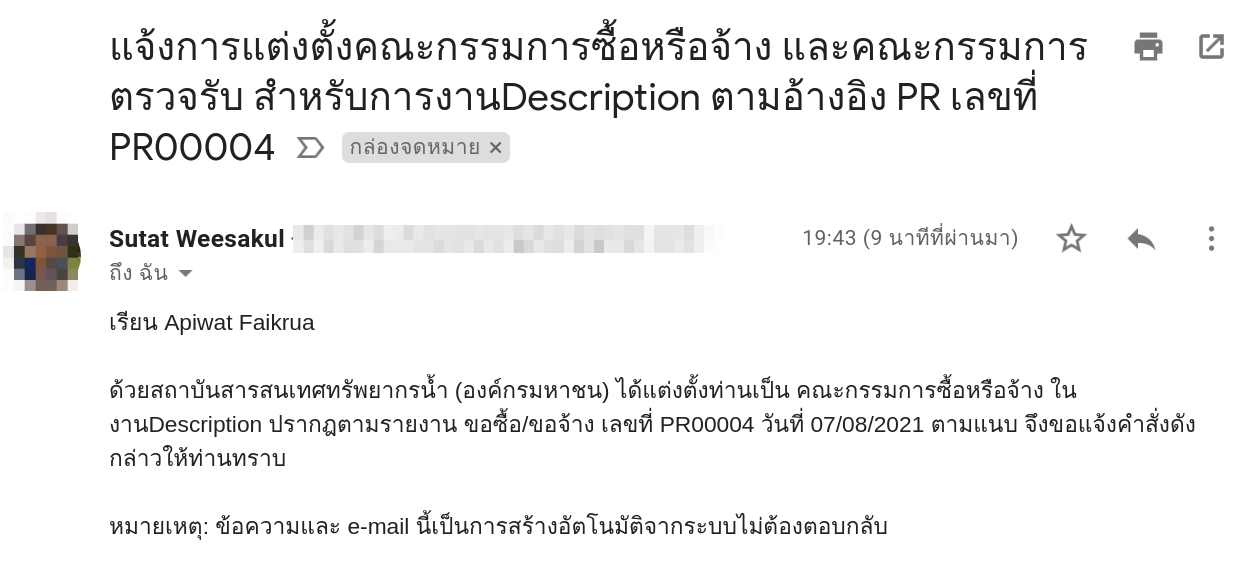 แจ้งการแต่งตั้งคณะกรรมการซื้อหรือจ้าง และคณะกรรมการ
ตรวจรับ สำหรับการงานDescription ตามอ้างอิง PR เลขที่
PR00004 กล่องจดหมาย ×
Sutat Weesakul 19:43 (9 นาทีที่ผ่านมา)
ถึง ฉัน
เรียน Apiwat Faikrua
ด้วยสถาบันสารสนเทศทรัพยากรน้ำ (องค์กรมหาชน) ได้แต่งตั้งท่านเป็น คณะกรรมการซื้อหรือจ้าง ใน
งานDescription ปรากฎตามรายงาน ขอซื้อ/ขอจ้าง เลขที่ PR00004 วันที่ 07/08/2021 ตามแนบ จึงขอแจ้งคำสั่งดัง
กล่าวให้ท่านทราบ
หมายเหตุ: ข้อความและ e-mail นี้เป็นการสร้างอัตโนมัติจากระบบไม่ต้องตอบกลับ